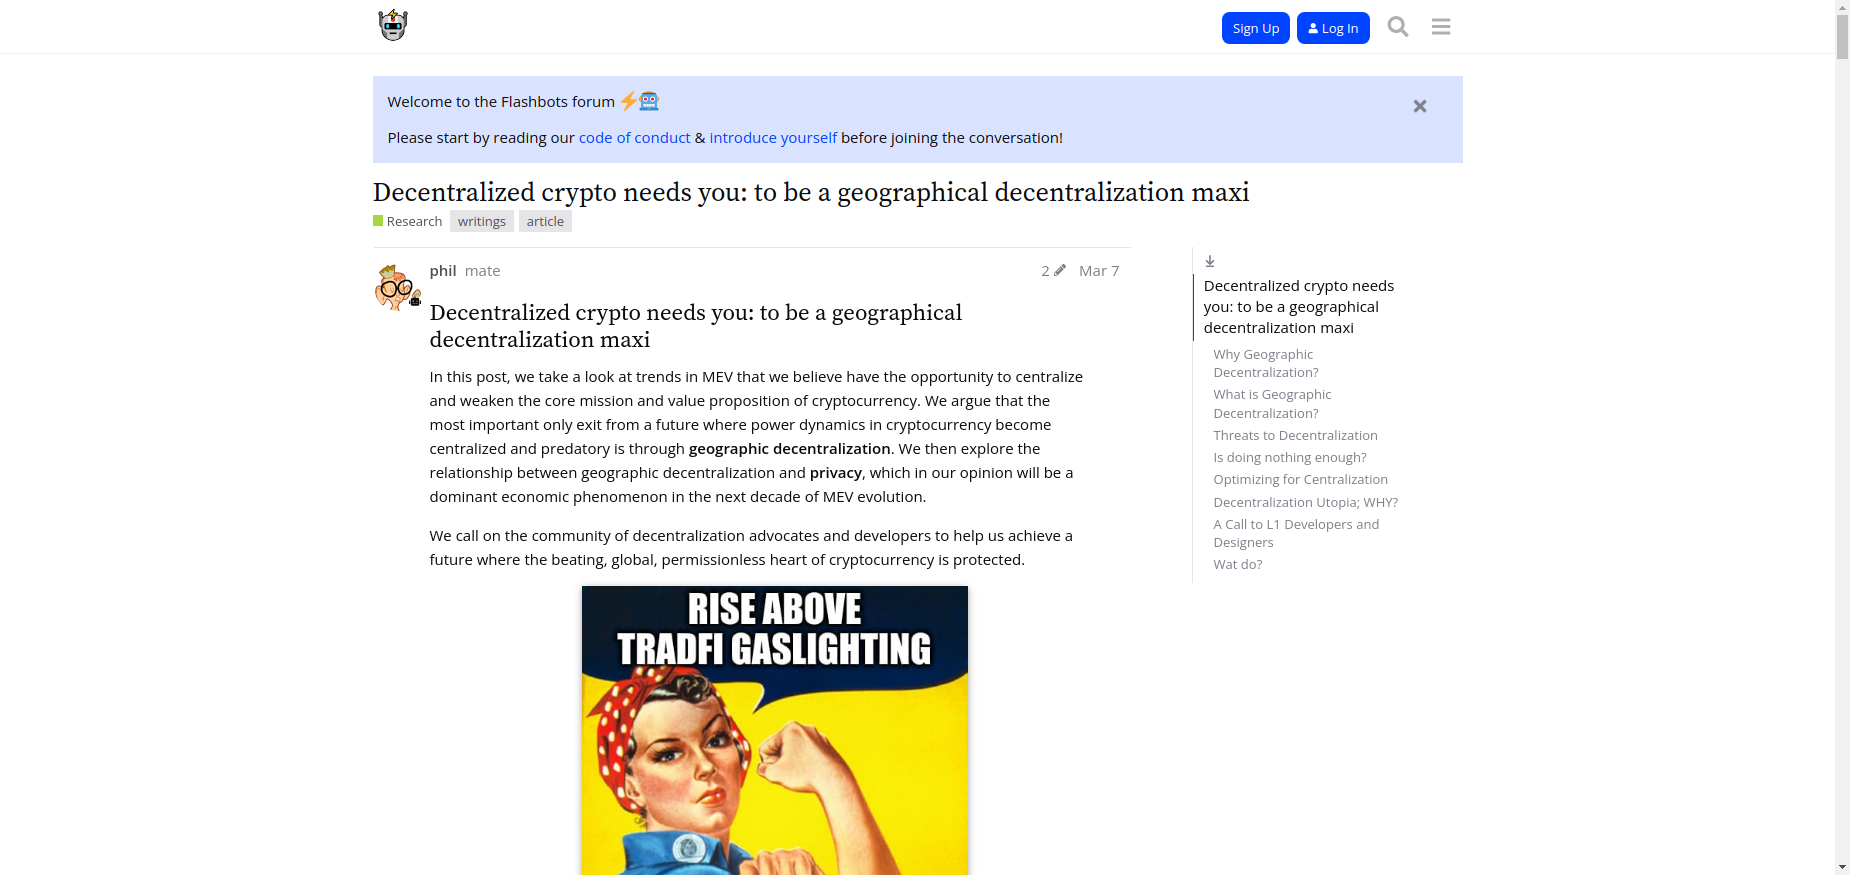 Sign Up
Log In
Welcome to the Flashbots forum
Please start by reading our code of conduct & introduce yourself before joining the conversation!
Decentralized crypto needs you: to be a geographical decentralization maxi
Research writings article
phil mate 2 Mar 7
Decentralized crypto needs you: to be a geographical
decentralization maxi
In this post, we take a look at trends in MEV that we believe have the opportunity to centralize
and weaken the core mission and value proposition of cryptocurrency. We argue that the
most important only exit from a future where power dynamics in cryptocurrency become
centralized and predatory is through geographic decentralization. We then explore the
relationship between geographic decentralization and privacy, which in our opinion will be a
dominant economic phenomenon in the next decade of MEV evolution.
We call on the community of decentralization advocates and developers to help us achieve a
future where the beating, global, permissionless heart of cryptocurrency is protected.
RISE ABOVE
TRADFI GASLIGHTING
Decentralized crypto needs
you: to be a geographical
decentralization maxi
Why Geographic
Decentralization?
What is Geographic
Decentralization?
Threats to Decentralization
Is doing nothing enough?
Optimizing for Centralization
Decentralization Utopia; WHY?
A Call to L1 Developers and
Designers
Wat do?